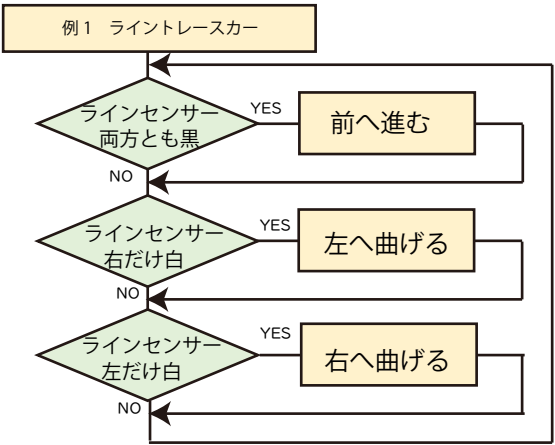 例1 ライントレースカー
ラインセンサー
両方とも黒
YES
前へ進む
NO
ラインセンサー
右だけ白
YES
左へ曲げる
NO
ラインセンサー
左だけ白
YES
右へ曲げる
NO